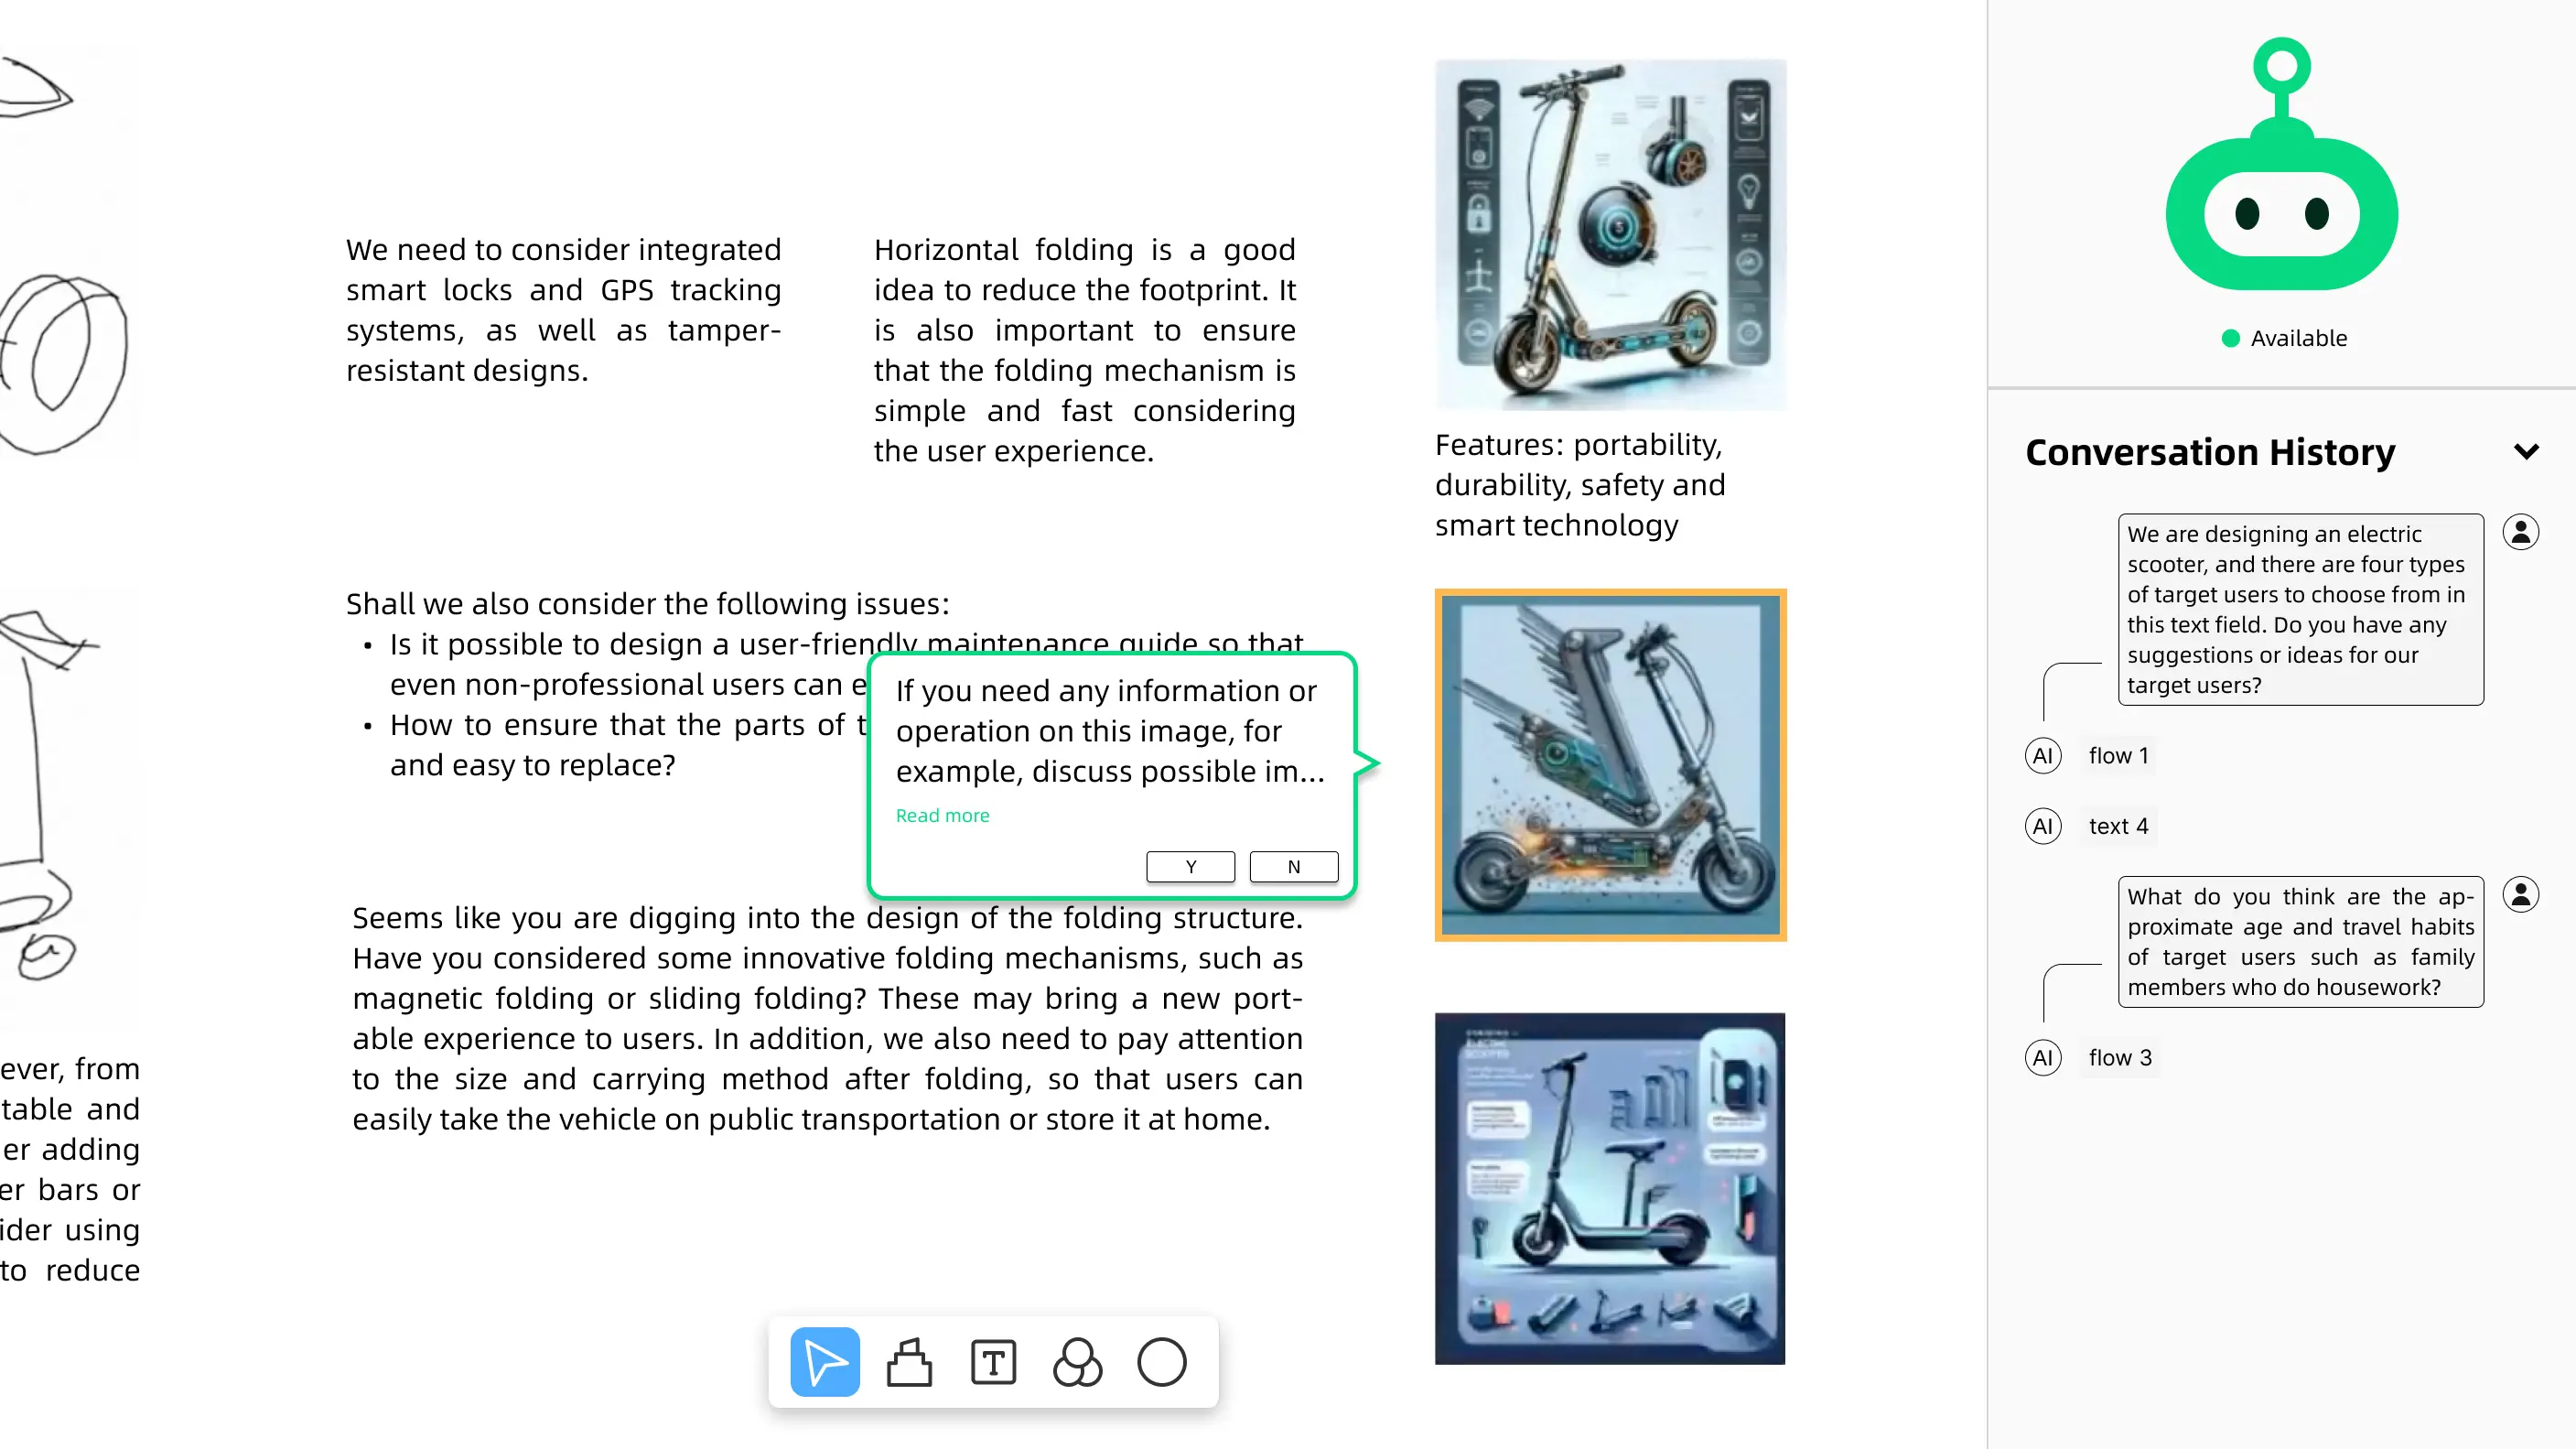 We need to consider integrated
smart locks and GPS tracking
systems, as well as tamper-
resistant designs.
Horizontal folding is a good
idea to reduce the footprint. It
is also important to ensure
that the folding mechanism is
simple and fast considering
the user experience.
Features: portability,
durability, safety and
smart technology
Shall we also consider the following issues:
• Is it possible to design a user-friendly maintenance guide so that
even non-professional users can
• How to ensure that the parts of
and easy to replace?
If you need any information or
operation on this image, for
example, discuss possible im...
Read more
Y
N
Seems like you are digging into the design of the folding structure.
Have you considered some innovative folding mechanisms, such as
magnetic folding or sliding folding? These may bring a new port-
able experience to users. In addition, we also need to pay attention
to the size and carrying method after folding, so that users can
easily take the vehicle on public transportation or store it at home.
ever, from
table and
er adding
er bars or
ider using
to reduce
T
Available
Conversation History
We are designing an electric
scooter, and there are four types
of target users to choose from in
this text field. Do you have any
suggestions or ideas for our
target users?
AI flow 1
AI text 4
What do you think are the ap-
proximate age and travel habits
of target users such as family
members who do housework?
AI flow 3